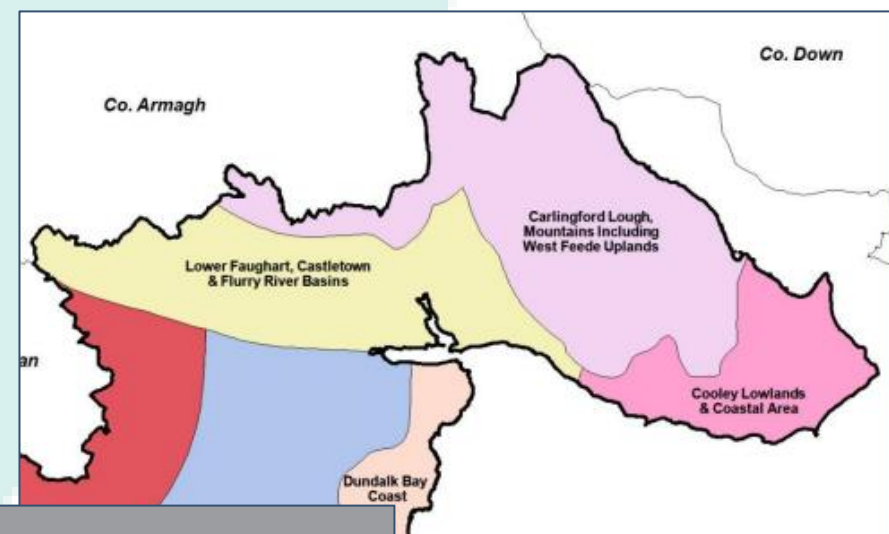 Co. Down
Co. Armagh
Carlingford Lough,
Mountains Including
West Feede Uplands
Lower Faughart, Castletown
& Flurry River Basins
an
Cooley Lowlands
& Coastal Area
Dundalk Bay
Coast